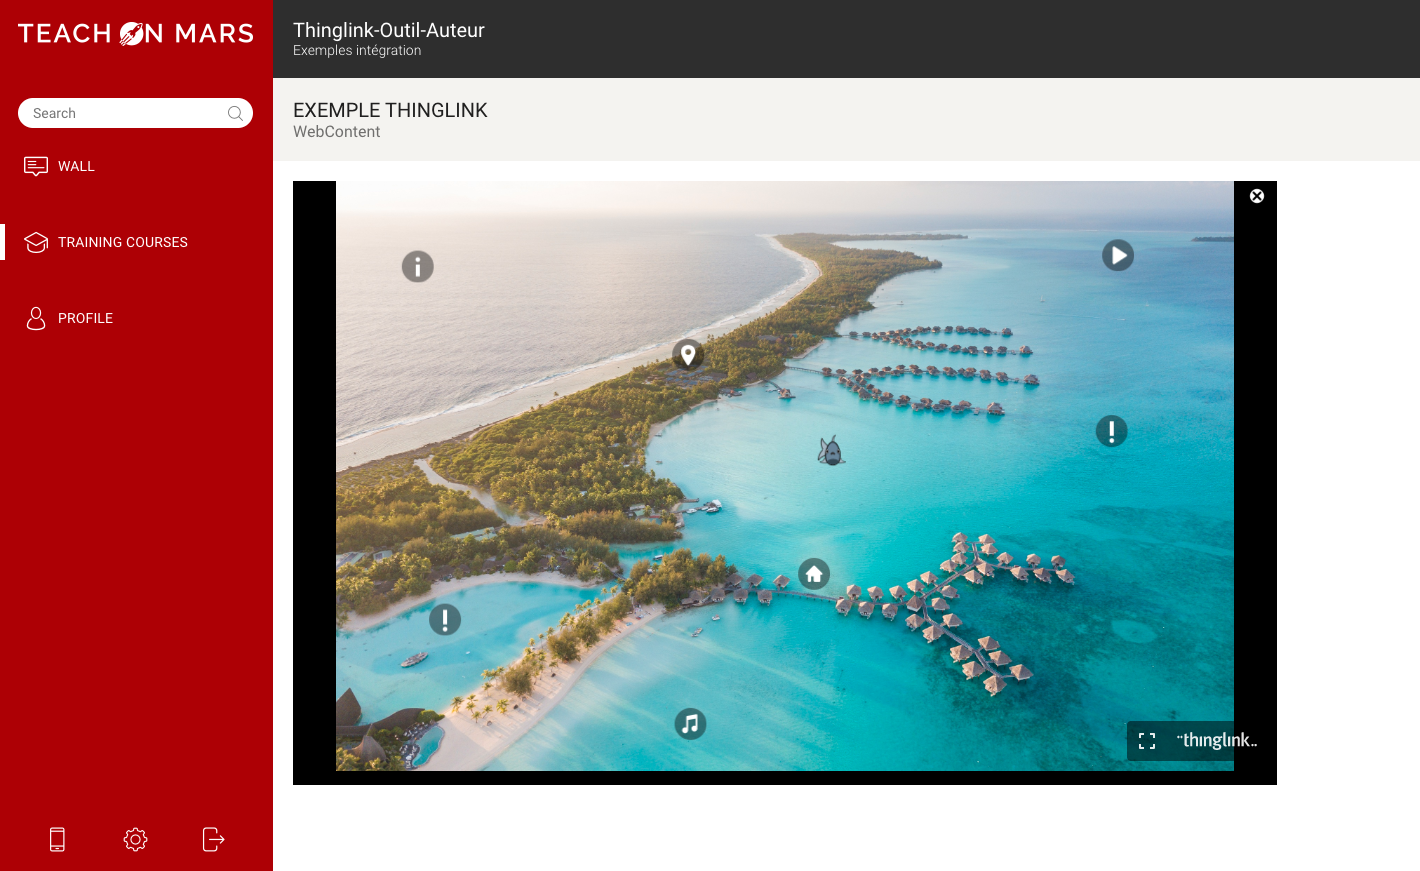 TEACH ON MARS
Search
WALL
TRAINING COURSES
PROFILE
Thinglink-Outil-Auteur
Exemples intégration
EXEMPLE THINGLINK
WebContent
thinglink..